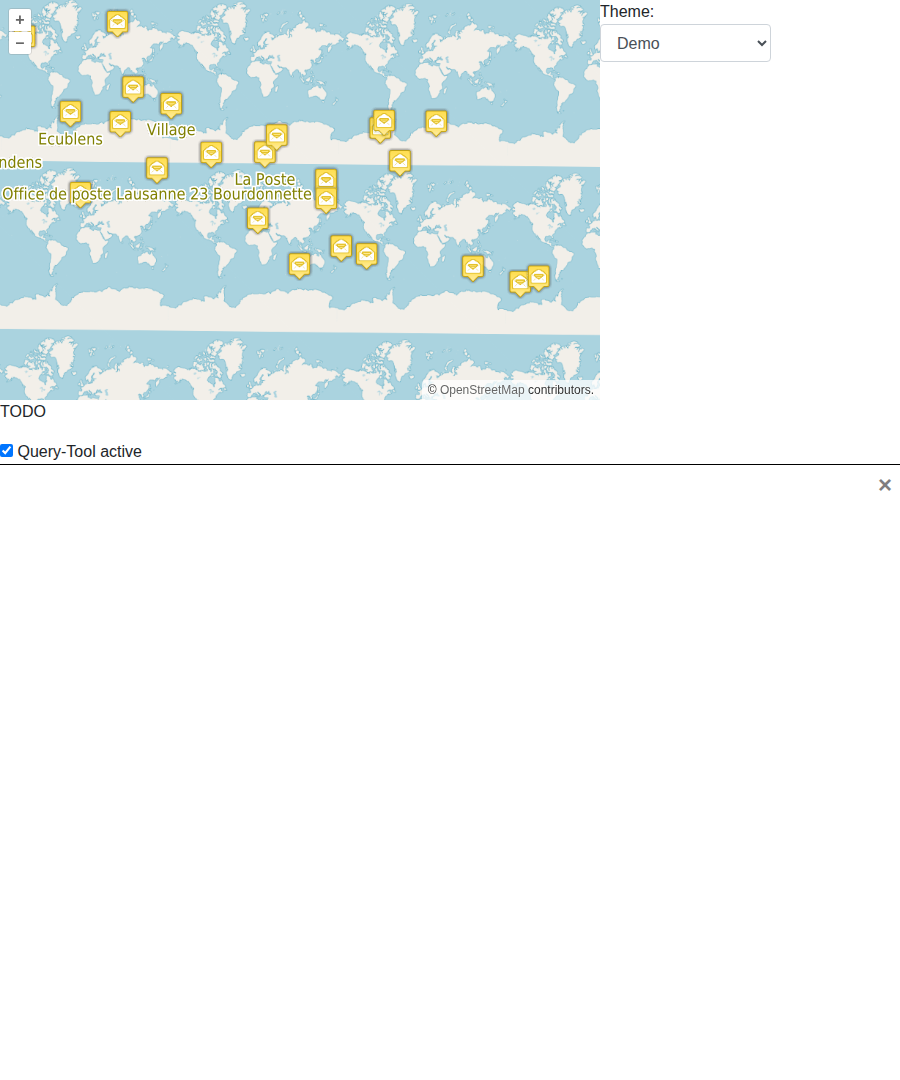 +
−
Theme:
Demo
Village
Ecublens
ndens
La Poste
Office de poste Lausanne 23 Bourdonnette
© OpenStreetMap contributors.
TODO
Query-Tool active
×